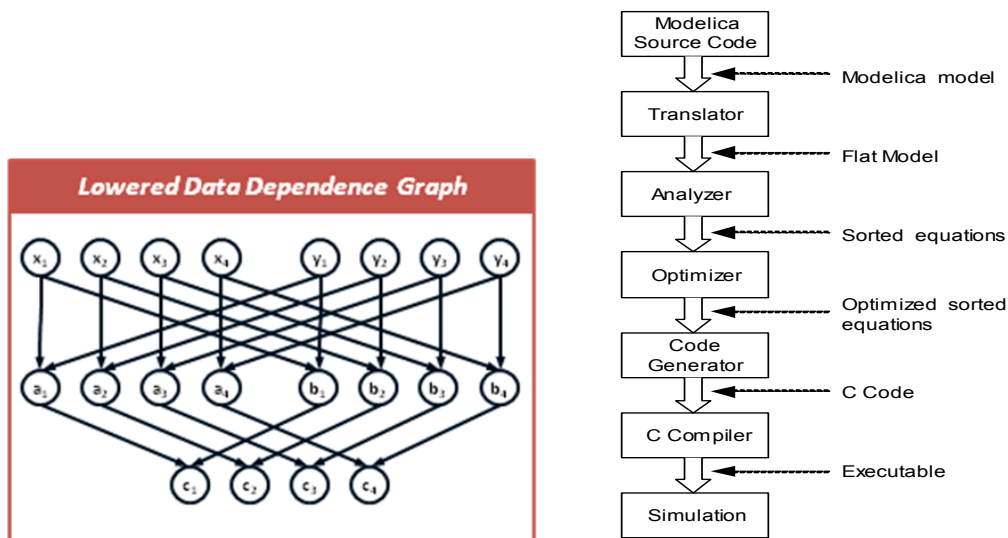 Lowered Data Dependence Graph
x1 x2 x3 x4 y1 y2 y3 y4
a1 a2 a3 a4 b1 b2 b3 b4
c1 c2 c3 c4
Modelica
Source Code
Modelica model
Translator
Flat Model
Analyzer
Sorted equations
Optimizer
Optimized sorted
equations
Code
Generator
C Code
C Compiler
Executable
Simulation